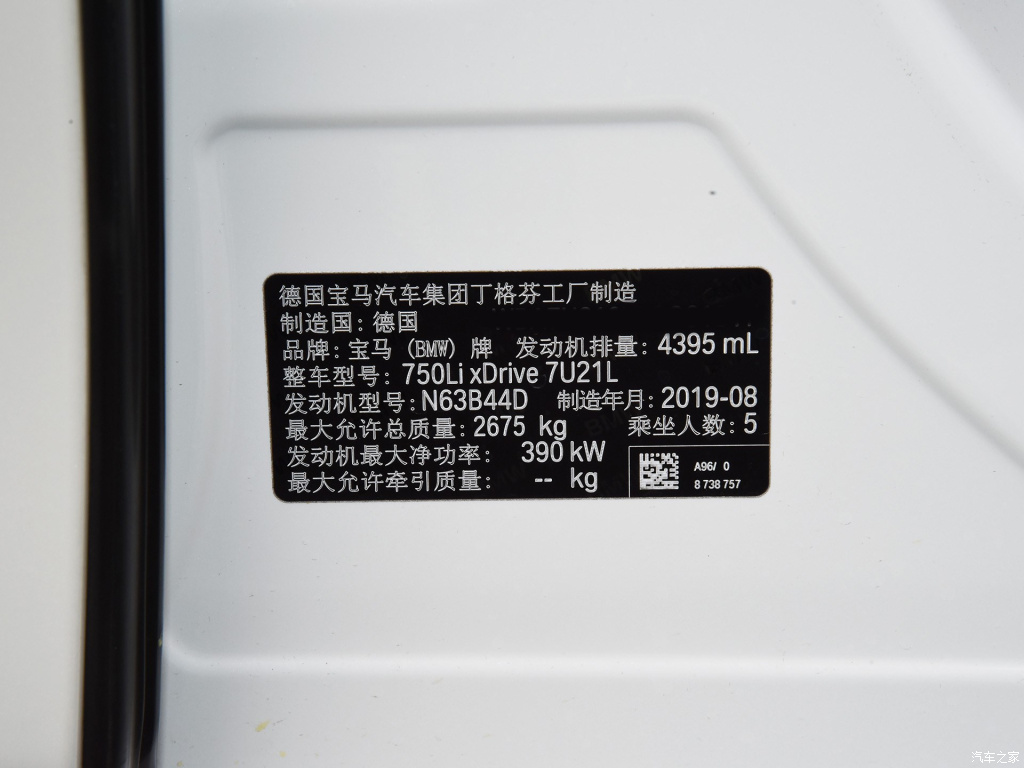 德国宝马汽车集团丁格芬工厂制造
制造国：德国
品牌：宝马（BMW）牌 发动机排量：4395 mL
整车型号：750Li xDrive 7U21L
发动机型号：N63B44D 制造年月：2019-08
最大允许总质量：2675 kg 乘坐人数：5
发动机最大净功率： 390 kW
最大允许牵引质量： -- kg
A96/ 0
8 738 757
汽车之家